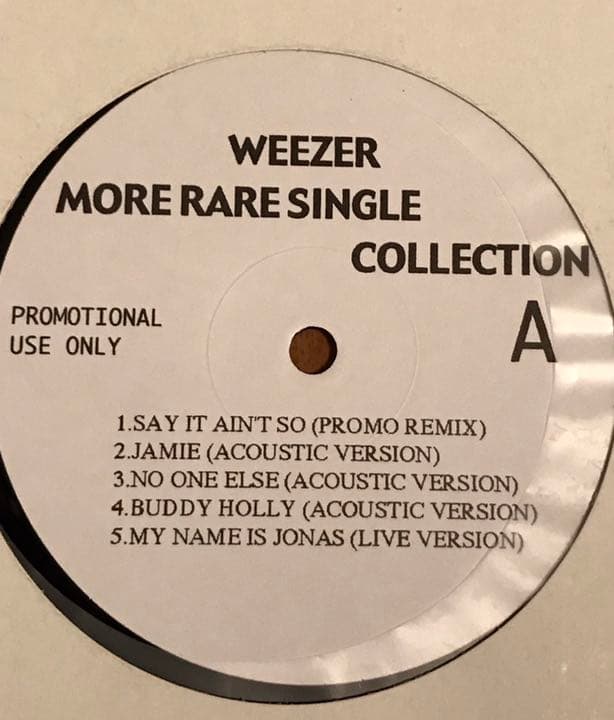 WEEZER
MORE RARE SINGLE
COLLECTION
PROMOTIONAL
USE ONLY
A
1.SAY IT AIN'T SO (PROMO REMIX)
2.JAMIE (ACOUSTIC VERSION)
3.NO ONE ELSE (ACOUSTIC VERSION)
4.BUDDY HOLLY (ACOUSTIC VERSION)
5.MY NAME IS JONAS (LIVE VERSION)